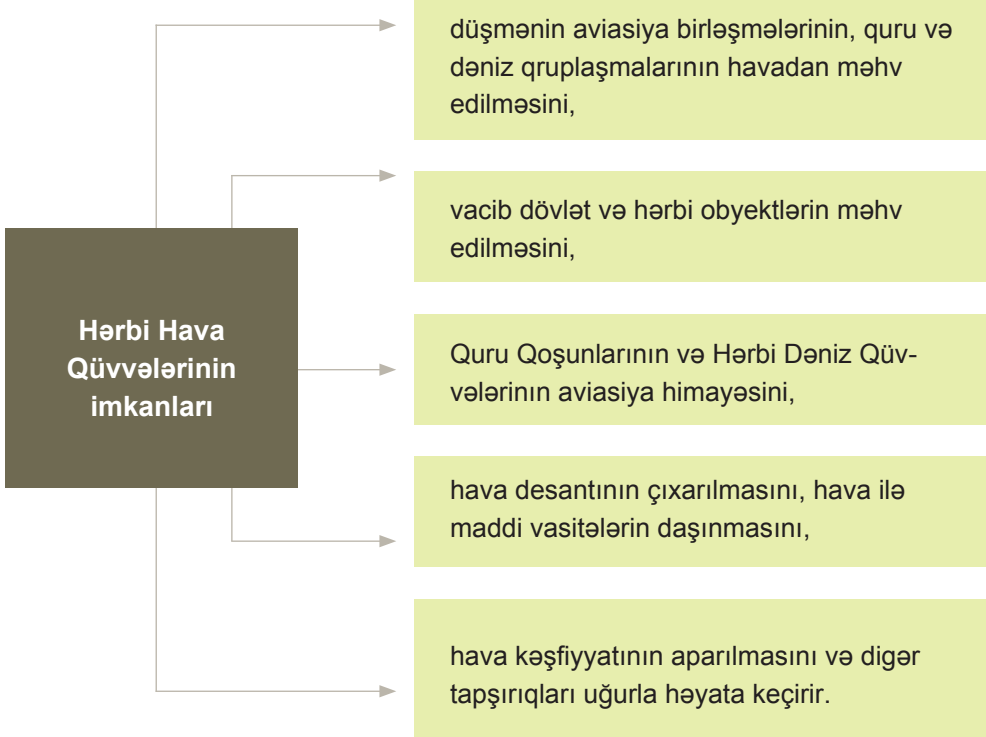 düşmənin aviasiya birləşmələrinin, quru və
dəniz qruplaşmalarının havadan məhv
edilməsini,
vacib dövlət və hərbi obyektlərin məhv
edilməsini,
Hərbi Hava
Qüvvələrinin
imkanları
Quru Qoşunlarının və Hərbi Dəniz Qüv-
vələrinin aviasiya himayəsini,
hava desantının çıxarılmasını, hava ilə
maddi vasitələrin daşınmasını,
hava kəşfiyyatının aparılmasını və digər
tapşırıqları uğurla həyata keçirir.